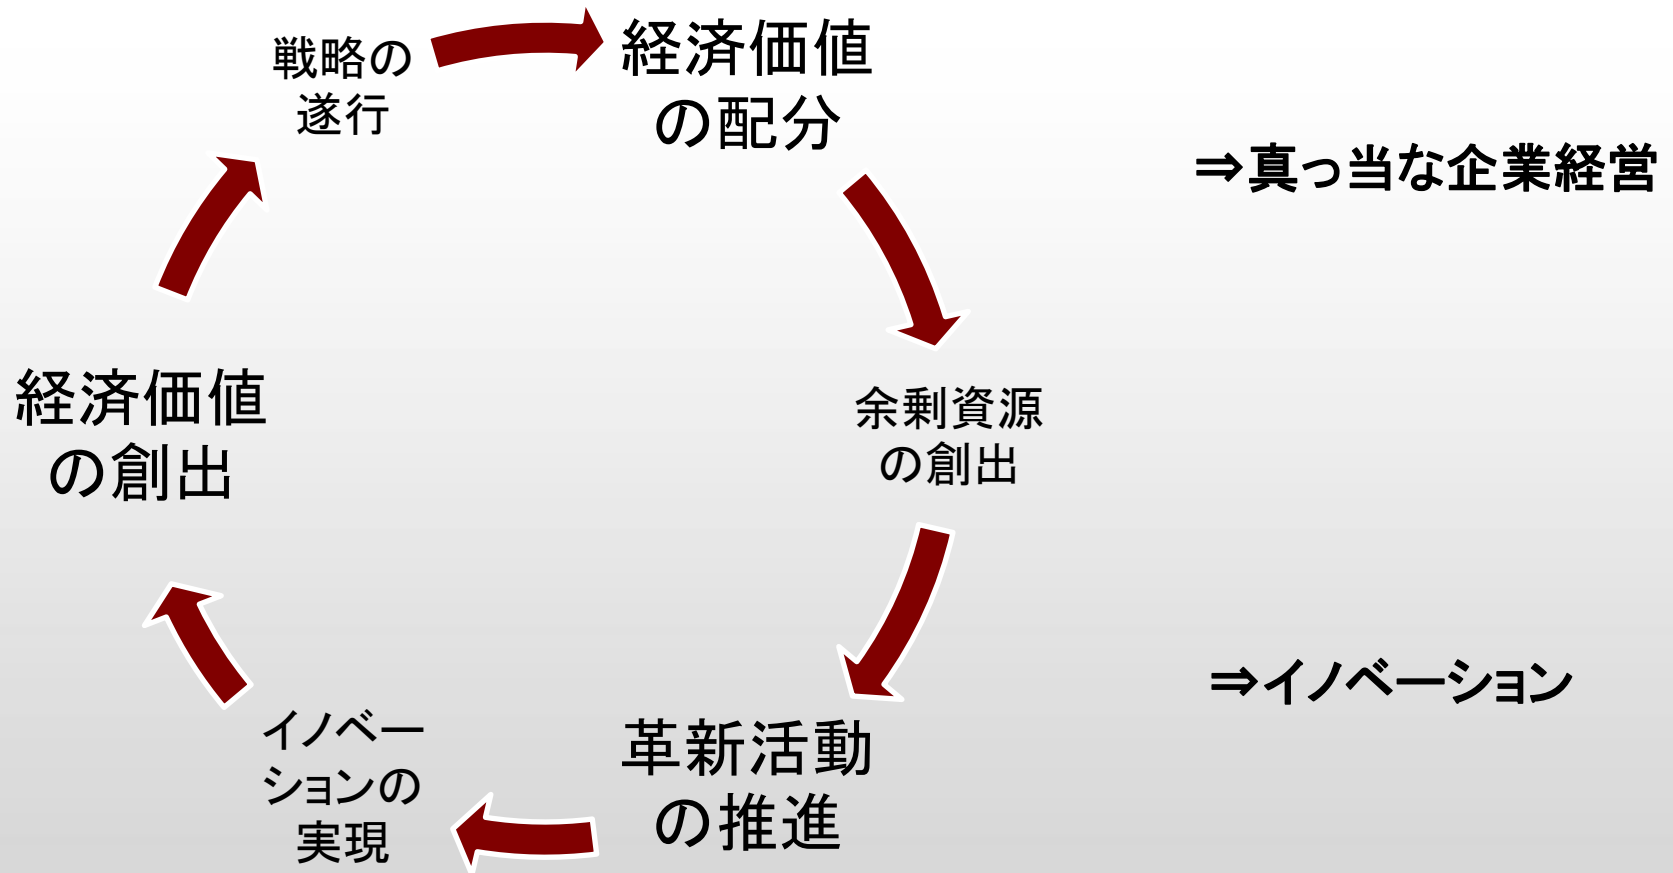 戦略の
遂行
経済価値
の配分
⇒真っ当な企業経営
経済価値
の創出
余剰資源
の創出
⇒イノベーション
イノベー
ションの
実現
革新活動
の推進